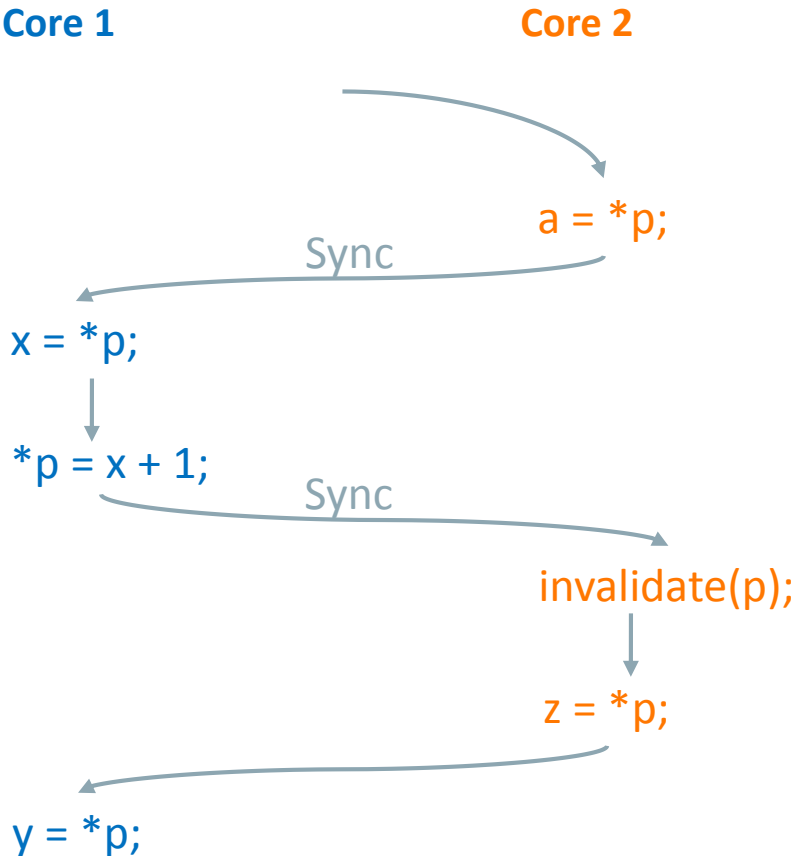 Core 1
Core 2
a = *p;
Sync
x = *p;
*p = x + 1;
Sync
invalidate(p);
z = *p;
y = *p;